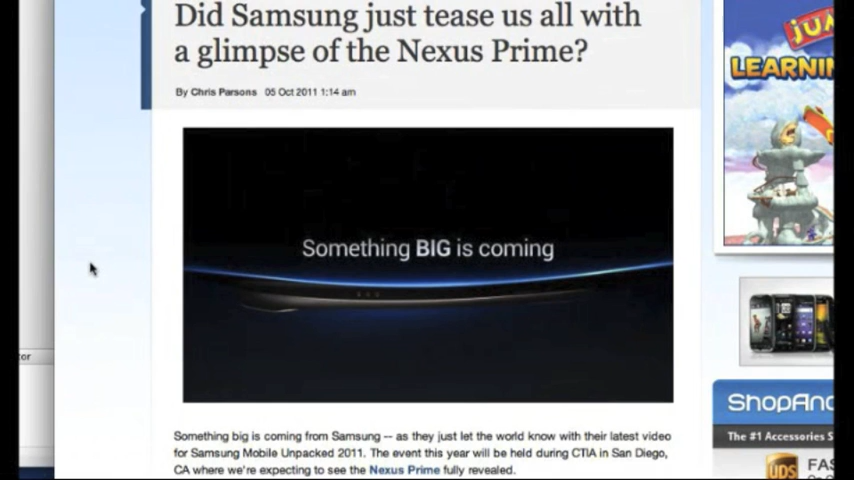 Did Samsung just tease us all with
a glimpse of the Nexus Prime?
By Chris Parsons 05 Oct 2011 1:14 am
Something BIG is coming
Something big is coming from Samsung -- as they just let the world know with their latest video
for Samsung Mobile Unpacked 2011. The event this year will be held during CTIA in San Diego,
CA where we're expecting to see the Nexus Prime fully revealed.
JUM
LEARNIN
ShopAnd
The #1 Accessories S
UPS FAS
tor